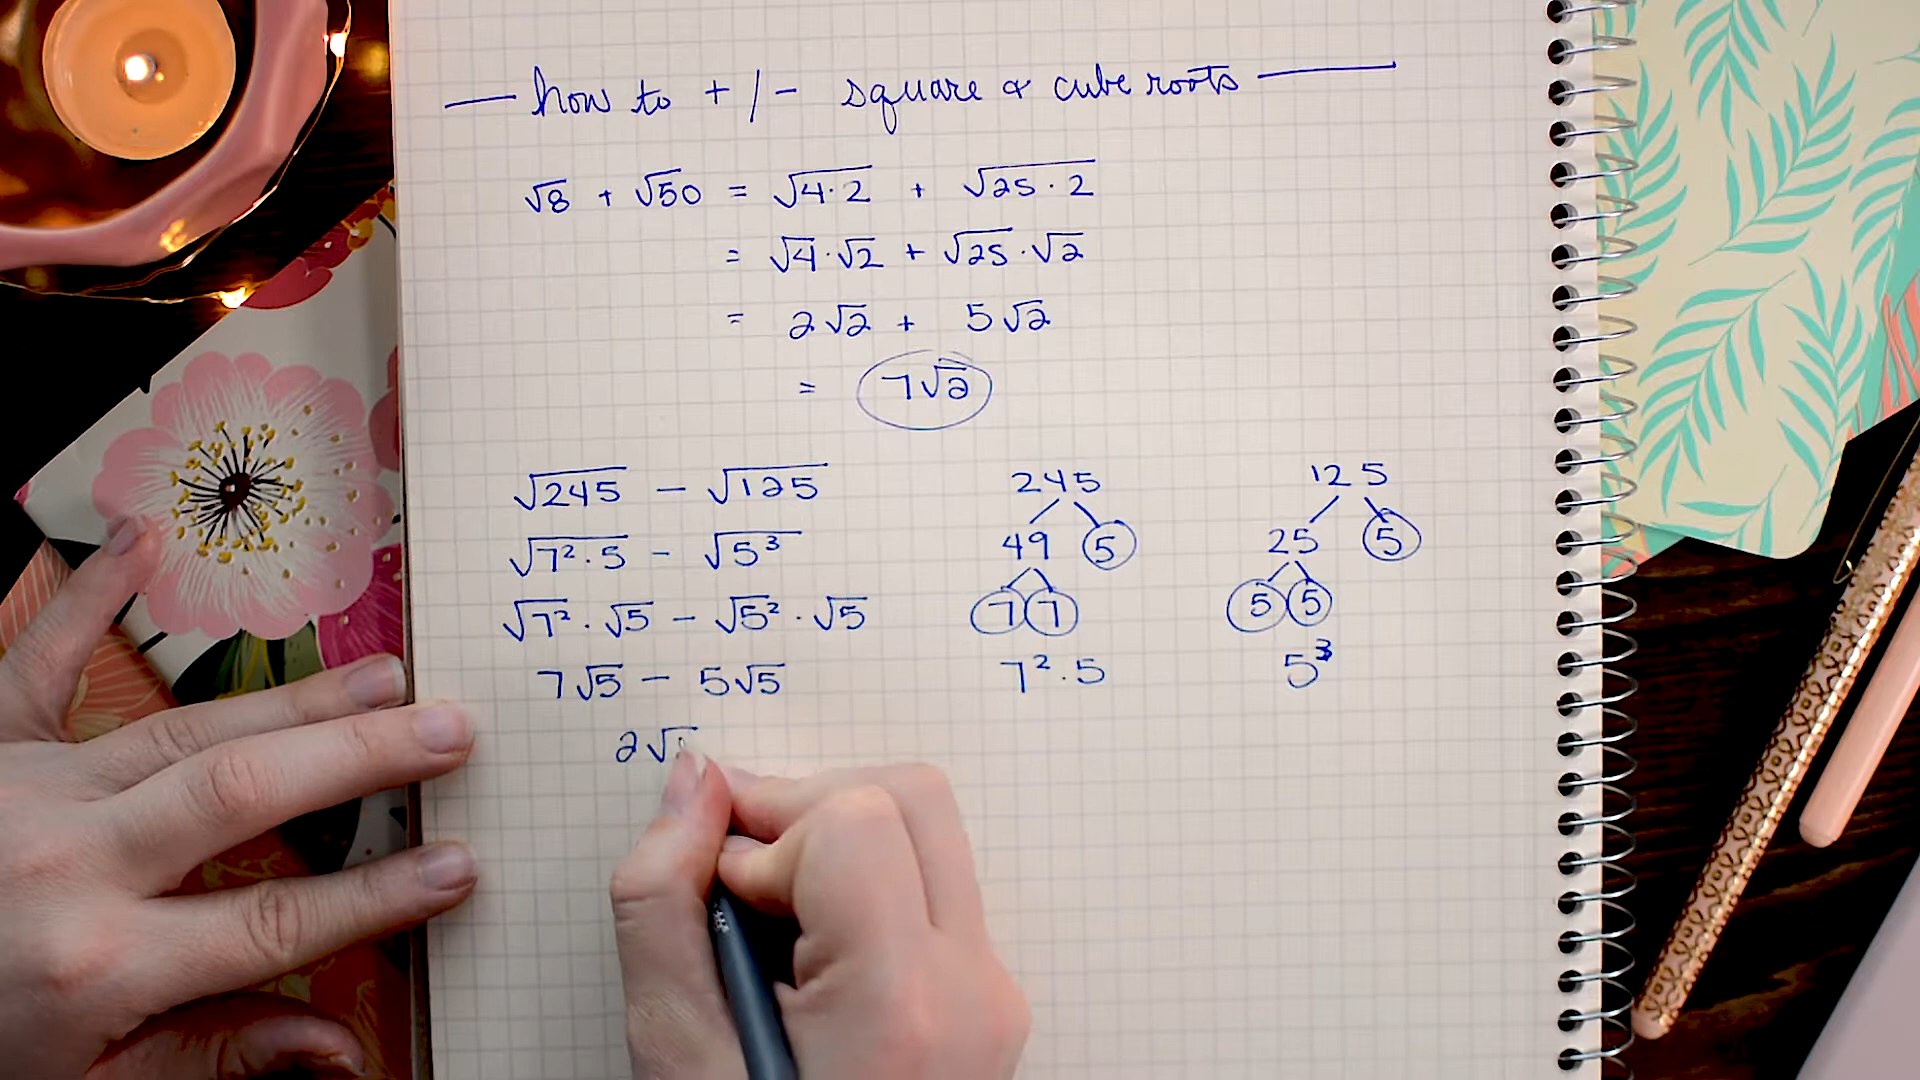 — how to + / - square & cube roots —
√8 + √50 = √4·2 + √25·2
= √4·√2 + √25·√2
= 2√2 + 5√2
= 7√2
√245 - √125
√7²·5 - √5³
√7²·√5 - √5²·√5
7√5 - 5√5
2√
245
49 5
7 7
7²·5
125
25 5
5 5
5³